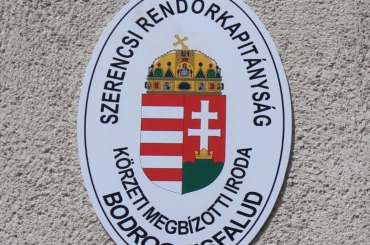 SZERENCSI RENDŐRKAPITÁNYSÁG
KÖRZETI MEGBÍZOTTI IRODA
BODROGKISFALUD